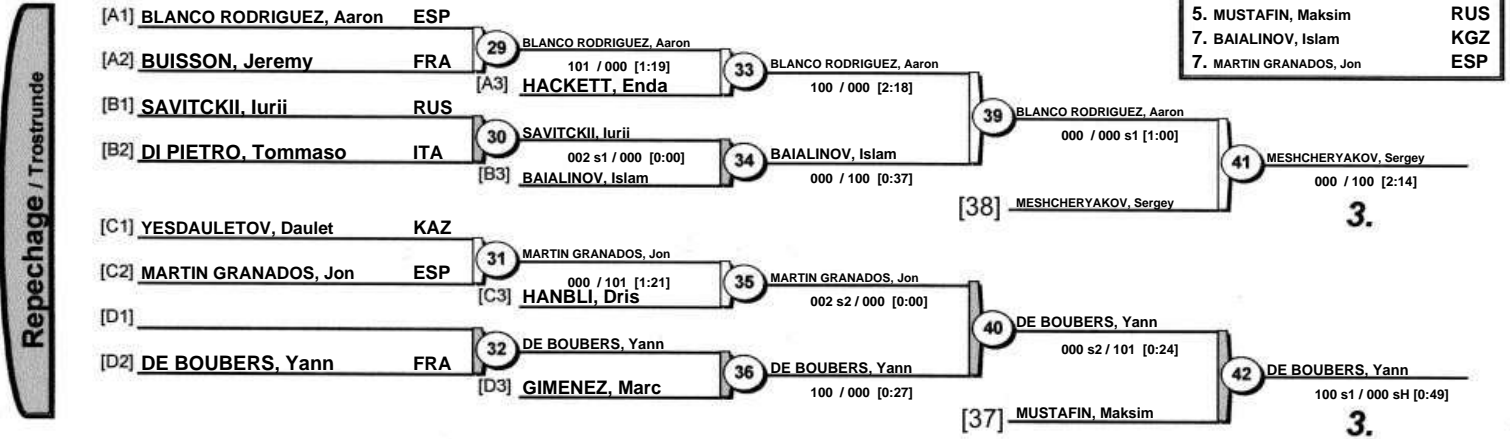 Repechage / Trostrunde
5. MUSTAFIN, Maksim RUS
7. BAIALINOV, Islam KGZ
7. MARTIN GRANADOS, Jon ESP
[A1] BLANCO RODRIGUEZ, Aaron ESP
[A2] BUISSON, Jeremy FRA
29 BLANCO RODRIGUEZ, Aaron
101 / 000 [1:19]
[A3] HACKETT, Enda
33 BLANCO RODRIGUEZ, Aaron
100 / 000 [2:18]
[B1] SAVITCKII, Iurii RUS
[B2] DI PIETRO, Tommaso ITA
30 SAVITCKII, Iurii
002 s1 / 000 [0:00]
[B3] BAIALINOV, Islam
34 BAIALINOV, Islam
000 / 100 [0:37]
39 BLANCO RODRIGUEZ, Aaron
000 / 000 s1 [1:00]
[38] MESHCHERYAKOV, Sergey
41 MESHCHERYAKOV, Sergey
000 / 100 [2:14]
3.
[C1] YESDAULETOV, Daulet KAZ
[C2] MARTIN GRANADOS, Jon ESP
31 MARTIN GRANADOS, Jon
000 / 101 [1:21]
[C3] HANBLI, Dris
35 MARTIN GRANADOS, Jon
002 s2 / 000 [0:00]
[D1]
[D2] DE BOUBERS, Yann FRA
32 DE BOUBERS, Yann
[D3] GIMENEZ, Marc
36 DE BOUBERS, Yann
100 / 000 [0:27]
40 DE BOUBERS, Yann
000 s2 / 101 [0:24]
[37] MUSTAFIN, Maksim
42 DE BOUBERS, Yann
100 s1 / 000 sH [0:49]
3.